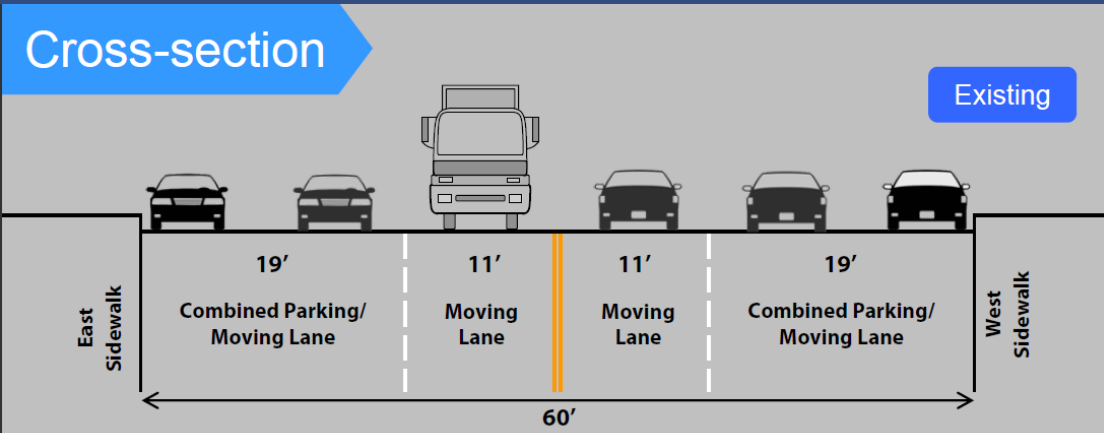 Cross-section
Existing
19’
11’
11’
19’
Combined Parking/
Moving Lane
Moving
Lane
Moving
Lane
Combined Parking/
Moving Lane
East
Sidewalk
West
Sidewalk
60’